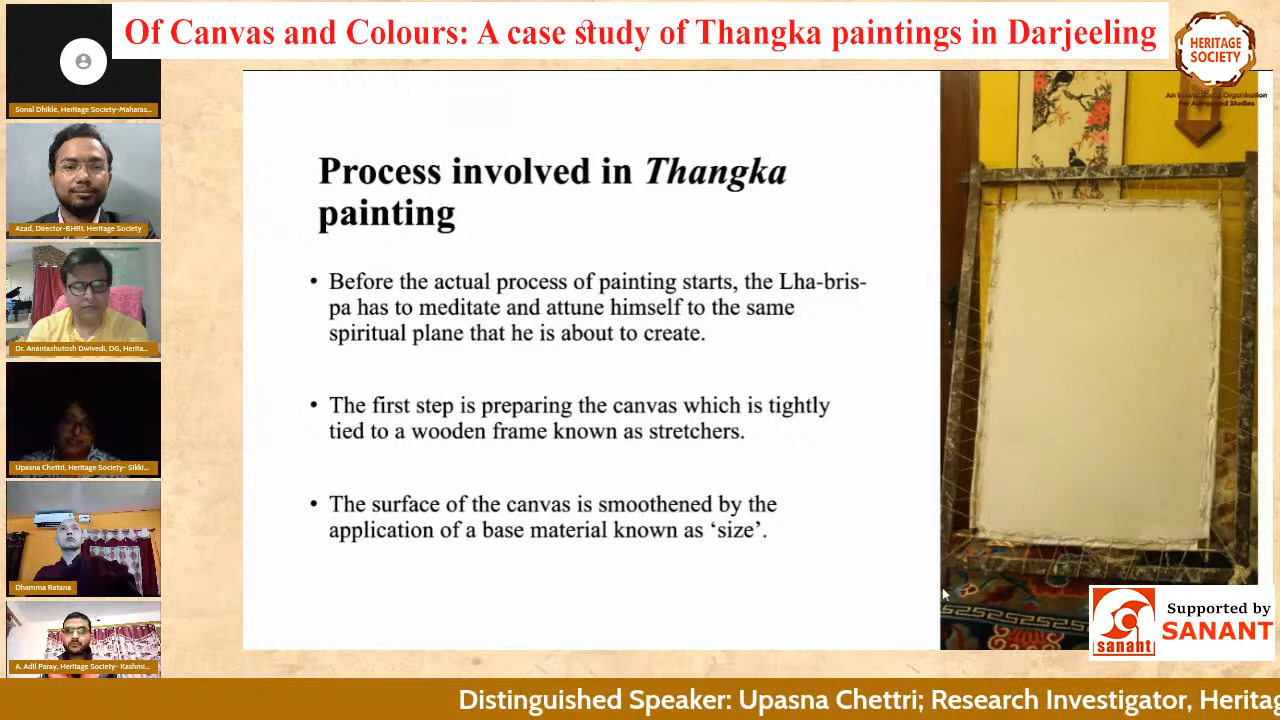 Of Canvas and Colours: A case study of Thangka paintings in Darjeeling
HERITAGE
SOCIETY
An International Organisation
For Advanced Studies
Sonal Dhikle, Heritage Society-Maharas...
Azad, Director-BHRI, Heritage Society
Dr. Anantashutosh Dwivedi, DG, Herita...
Upasna Chettri, Heritage Society- Sikki...
Dhamma Ratana
A. Adil Paray, Heritage Society- Kashmi...
Process involved in Thangka
painting
• Before the actual process of painting starts, the Lha-bris-
pa has to meditate and attune himself to the same
spiritual plane that he is about to create.
• The first step is preparing the canvas which is tightly
tied to a wooden frame known as stretchers.
• The surface of the canvas is smoothened by the
application of a base material known as ‘size’.
sanant
Supported by
SANANT
Distinguished Speaker: Upasna Chettri; Research Investigator, Heritag